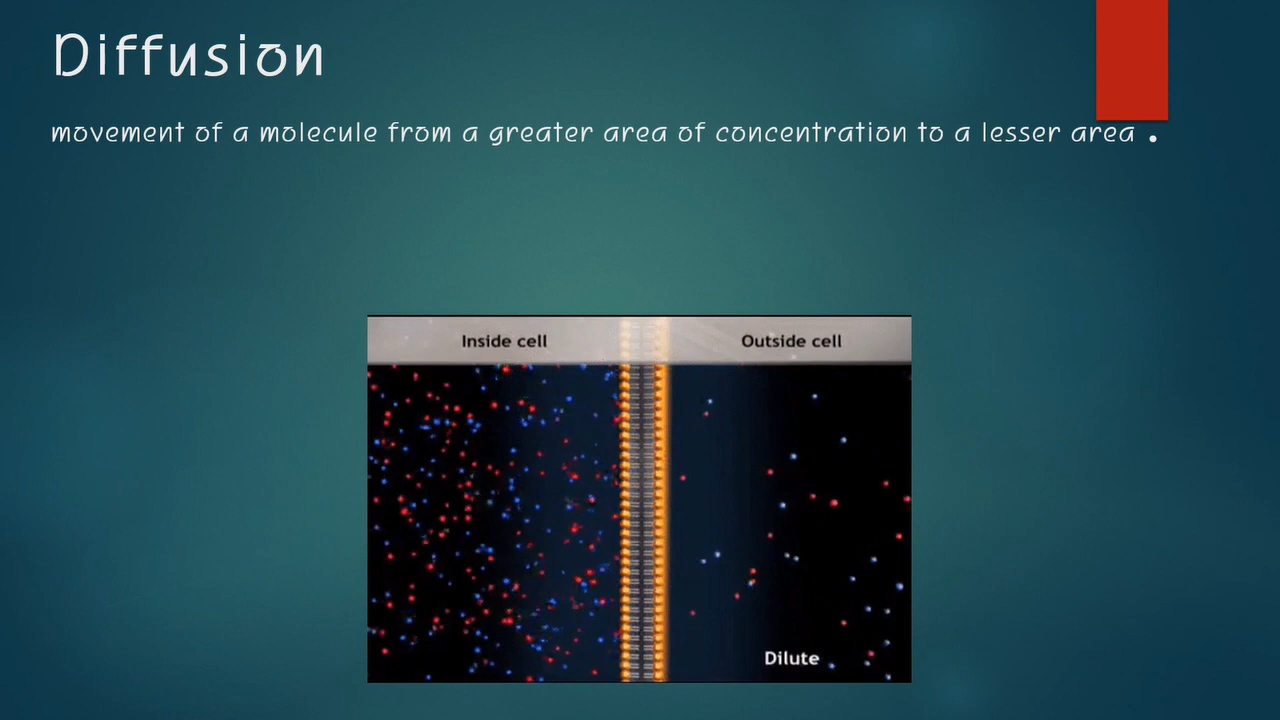 Diffusion
movement of a molecule from a greater area of concentration to a lesser area .
Inside cell
Outside cell
Dilute